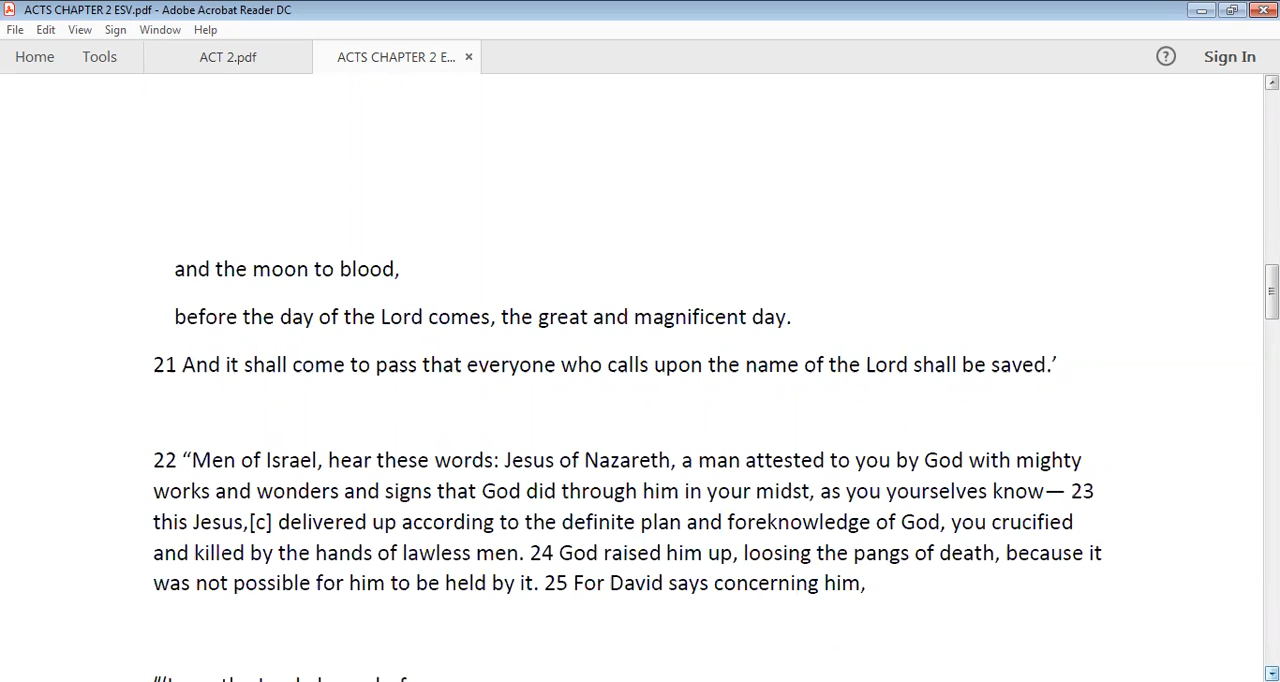 ACTS CHAPTER 2 ESV.pdf - Adobe Acrobat Reader DC
File Edit View Sign Window Help
Home Tools ACT 2.pdf ACTS CHAPTER 2 E... × ? Sign In
and the moon to blood,
before the day of the Lord comes, the great and magnificent day.
21 And it shall come to pass that everyone who calls upon the name of the Lord shall be saved.’
22 “Men of Israel, hear these words: Jesus of Nazareth, a man attested to you by God with mighty
works and wonders and signs that God did through him in your midst, as you yourselves know— 23
this Jesus,[c] delivered up according to the definite plan and foreknowledge of God, you crucified
and killed by the hands of lawless men. 24 God raised him up, loosing the pangs of death, because it
was not possible for him to be held by it. 25 For David says concerning him,